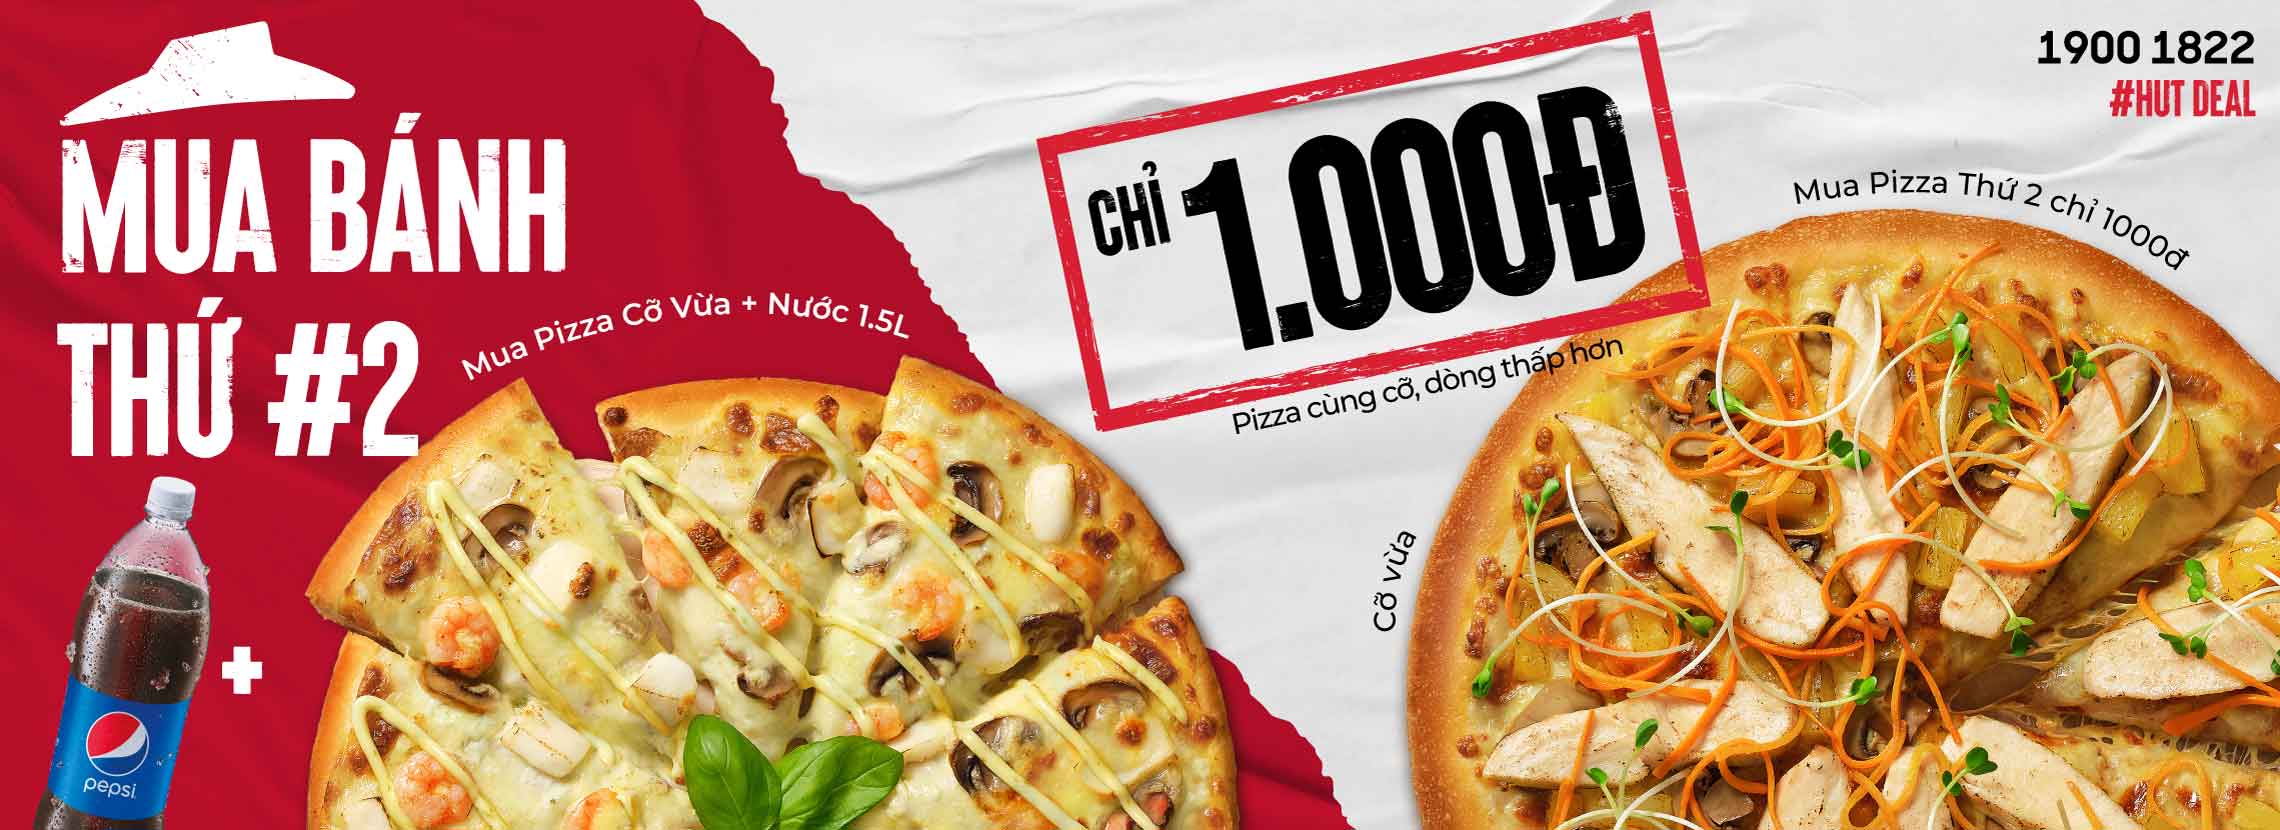 MUA BÁNH
THỨ #2
Mua Pizza Cỡ Vừa + Nước 1.5L
pepsi
CHỈ 1.000Đ
Pizza cùng cỡ, dòng thấp hơn
1900 1822
#HUT DEAL
Mua Pizza Thứ 2 chỉ 1000đ
Cỡ vừa